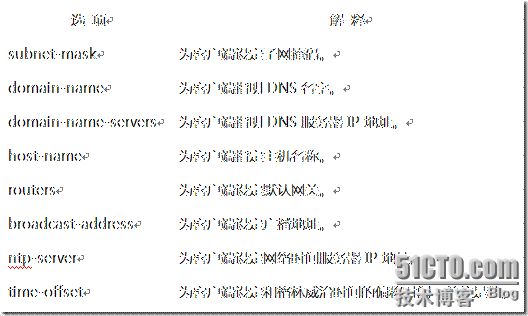 选 项 解 释
subnet-mask 为客户端设定子网掩码。
domain-name 为客户端指明 DNS 名字。
domain-name-servers 为客户端指明 DNS 服务器 IP 地址。
host-name 为客户端指定主机名称。
routers 为客户端设定默认网关。
broadcast-address 为客户端设定广播地址。
ntp-server 为客户端设定网络时间服务器 IP 地址。
time-offset 为客户端设定和格林威治时间的偏移时间
51CTO.com
技术博客 Blog